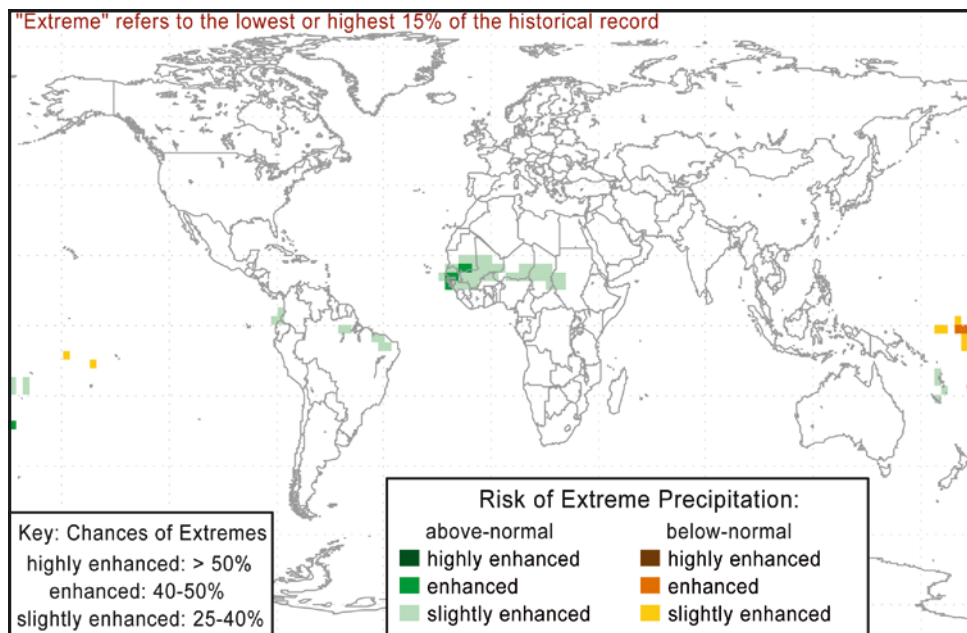 "Extreme" refers to the lowest or highest 15% of the historical record
Key: Chances of Extremes
highly enhanced: > 50%
enhanced: 40-50%
slightly enhanced: 25-40%
Risk of Extreme Precipitation:
above-normal
highly enhanced
enhanced
slightly enhanced
below-normal
highly enhanced
enhanced
slightly enhanced